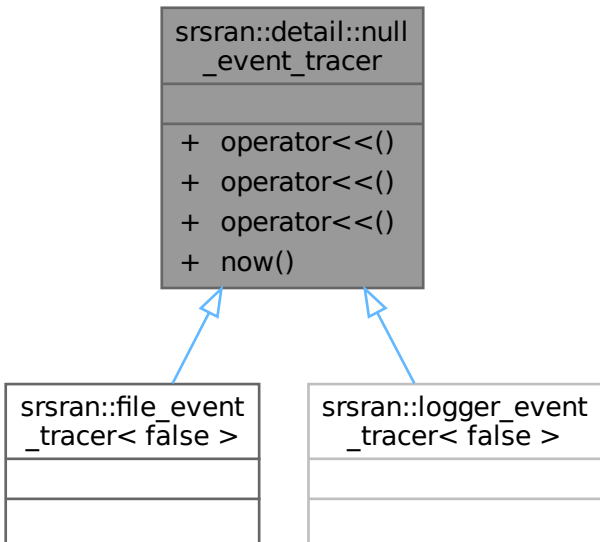 srsran::detail::null
_event_tracer
+ operator<<()
+ operator<<()
+ operator<<()
+ now()
srsran::file_event
_tracer< false >
srsran::logger_event
_tracer< false >